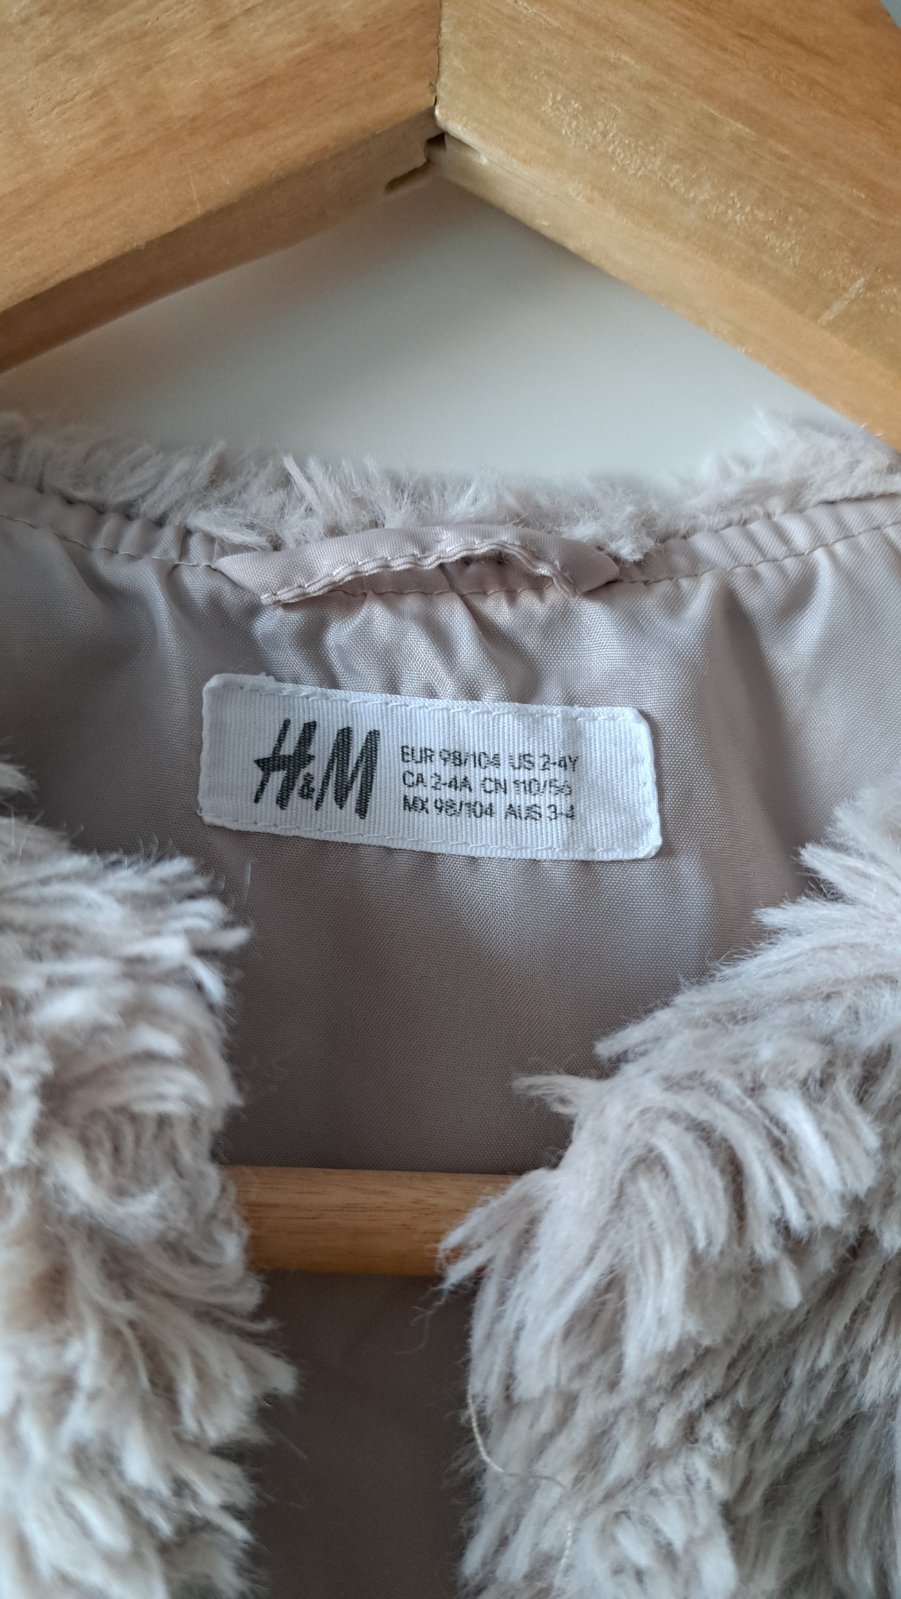 H&M
EUR 98/104 US 2-4Y
CA 2-4A CN 110/56
MX 98/104 AUS 3-4